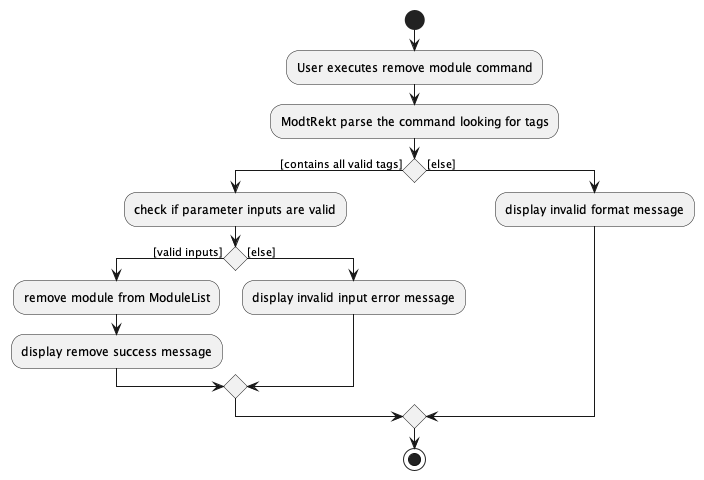 User executes remove module command
ModtRekt parse the command looking for tags
[contains all valid tags]
[else]
check if parameter inputs are valid
display invalid format message
[valid inputs]
[else]
remove module from ModuleList
display invalid input error message
display remove success message